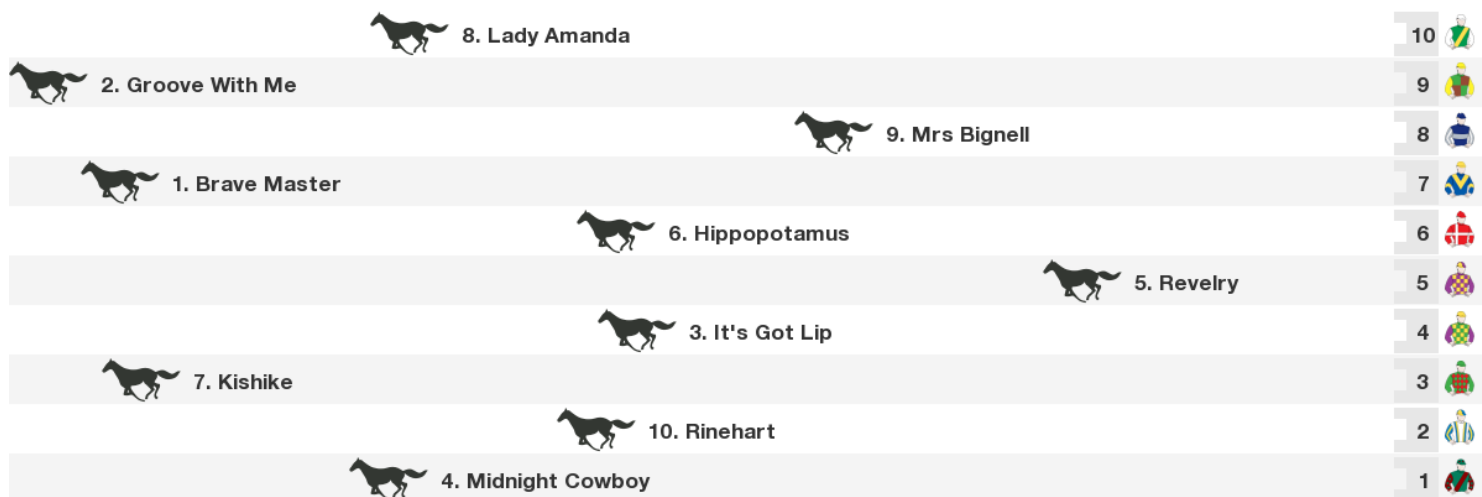 8. Lady Amanda 10
2. Groove With Me 9
9. Mrs Bignell 8
1. Brave Master 7
6. Hippopotamus 6
5. Revelry 5
3. It's Got Lip 4
7. Kishike 3
10. Rinehart 2
4. Midnight Cowboy 1